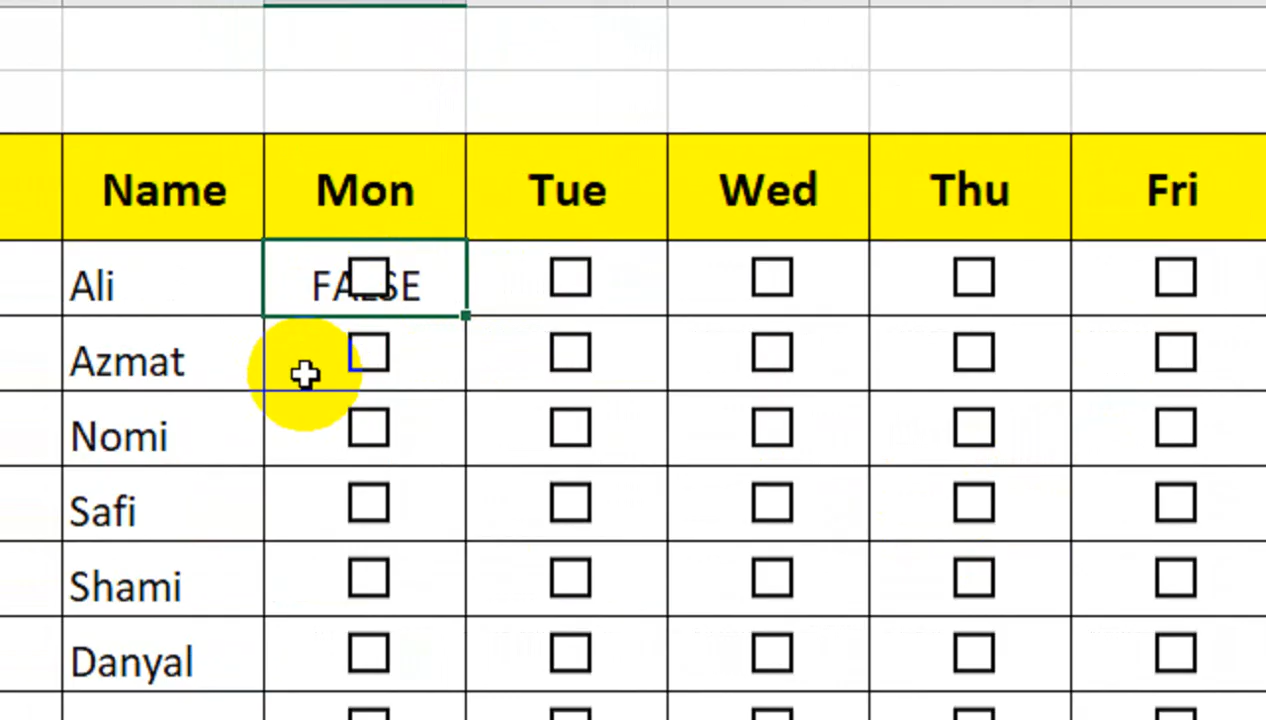 Name Mon Tue Wed Thu Fri
Ali FALSE
Azmat
Nomi
Safi
Shami
Danyal